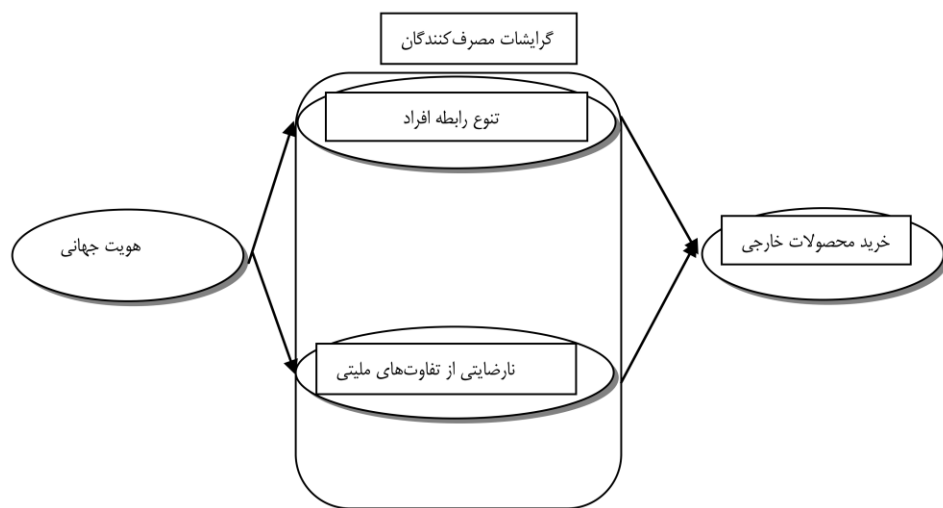 گرایشات مصرف‌کنندگان
تنوع رابطه افراد
هویت جهانی
خرید محصولات خارجی
نارضایتی از تفاوت‌های ملیتی